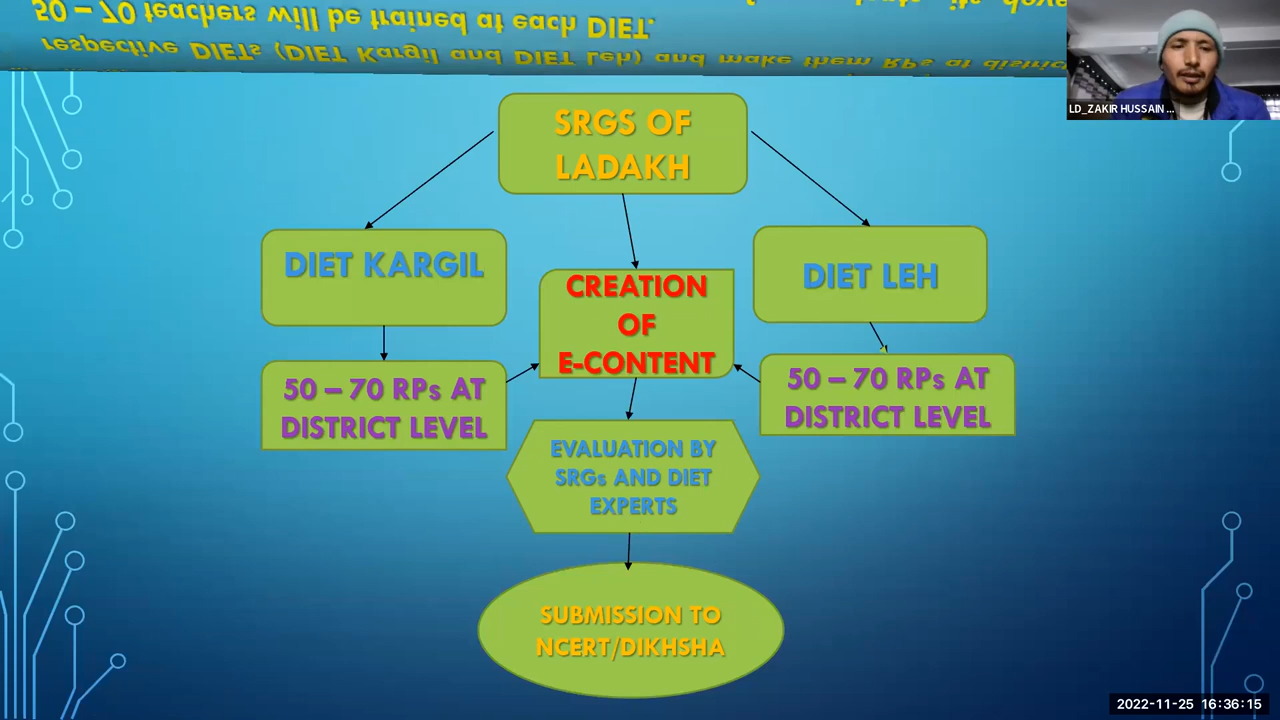 50 – 70 teachers will be trained at each DIET.
respective DIETs (DIET Kargil and DIET Leh) and make them RPs at
LD_ZAKIR HUSSAIN ...
SRGS OF
LADAKH
DIET KARGIL
DIET LEH
CREATION
OF
E-CONTENT
50 – 70 RPs AT
DISTRICT LEVEL
50 – 70 RPs AT
DISTRICT LEVEL
EVALUATION BY
SRGs AND DIET
EXPERTS
SUBMISSION TO
NCERT/DIKHSHA
2022-11-25 16:36:15